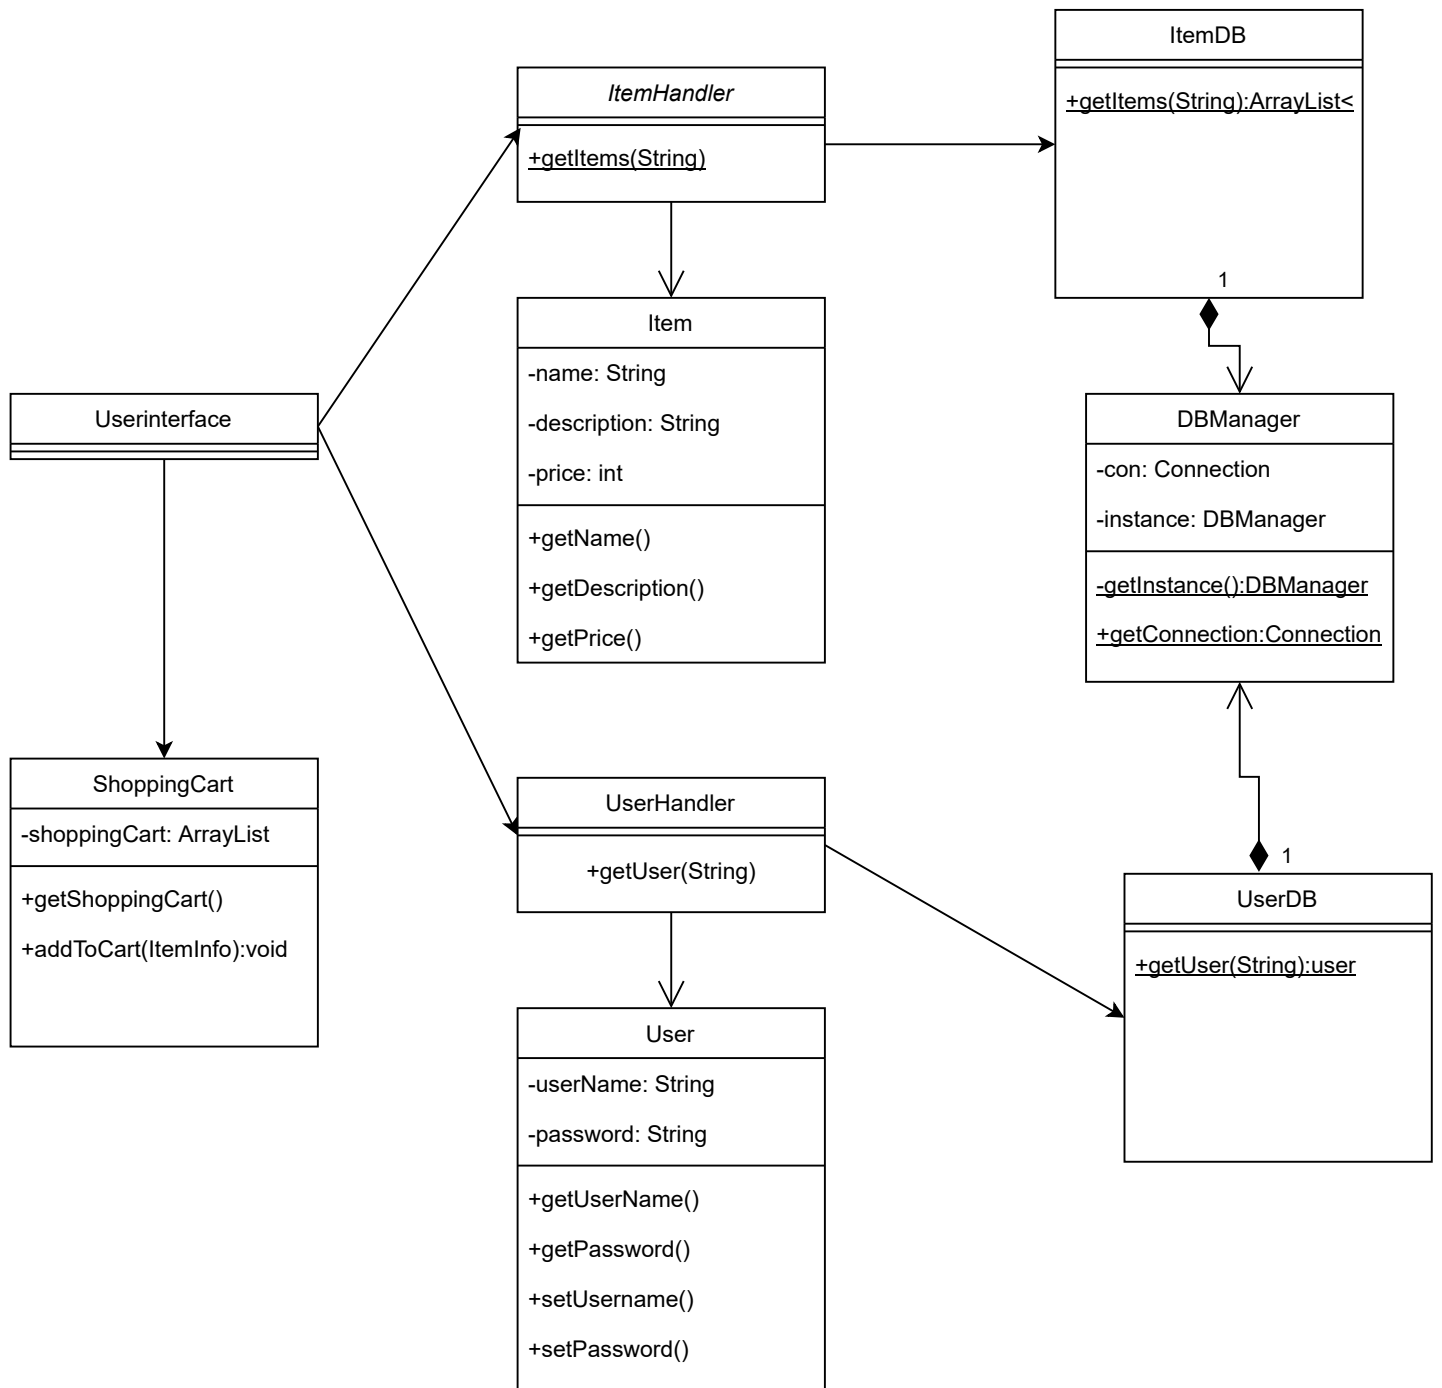 ItemDB
+getItems(String):ArrayList<
1
ItemHandler
+getItems(String)
Item
-name: String
-description: String
-price: int
+getName()
+getDescription()
+getPrice()
Userinterface
DBManager
-con: Connection
-instance: DBManager
-getInstance():DBManager
+getConnection:Connection
ShoppingCart
-shoppingCart: ArrayList
+getShoppingCart()
+addToCart(ItemInfo):void
UserHandler
+getUser(String)
1
UserDB
+getUser(String):user
User
-userName: String
-password: String
+getUserName()
+getPassword()
+setUsername()
+setPassword()